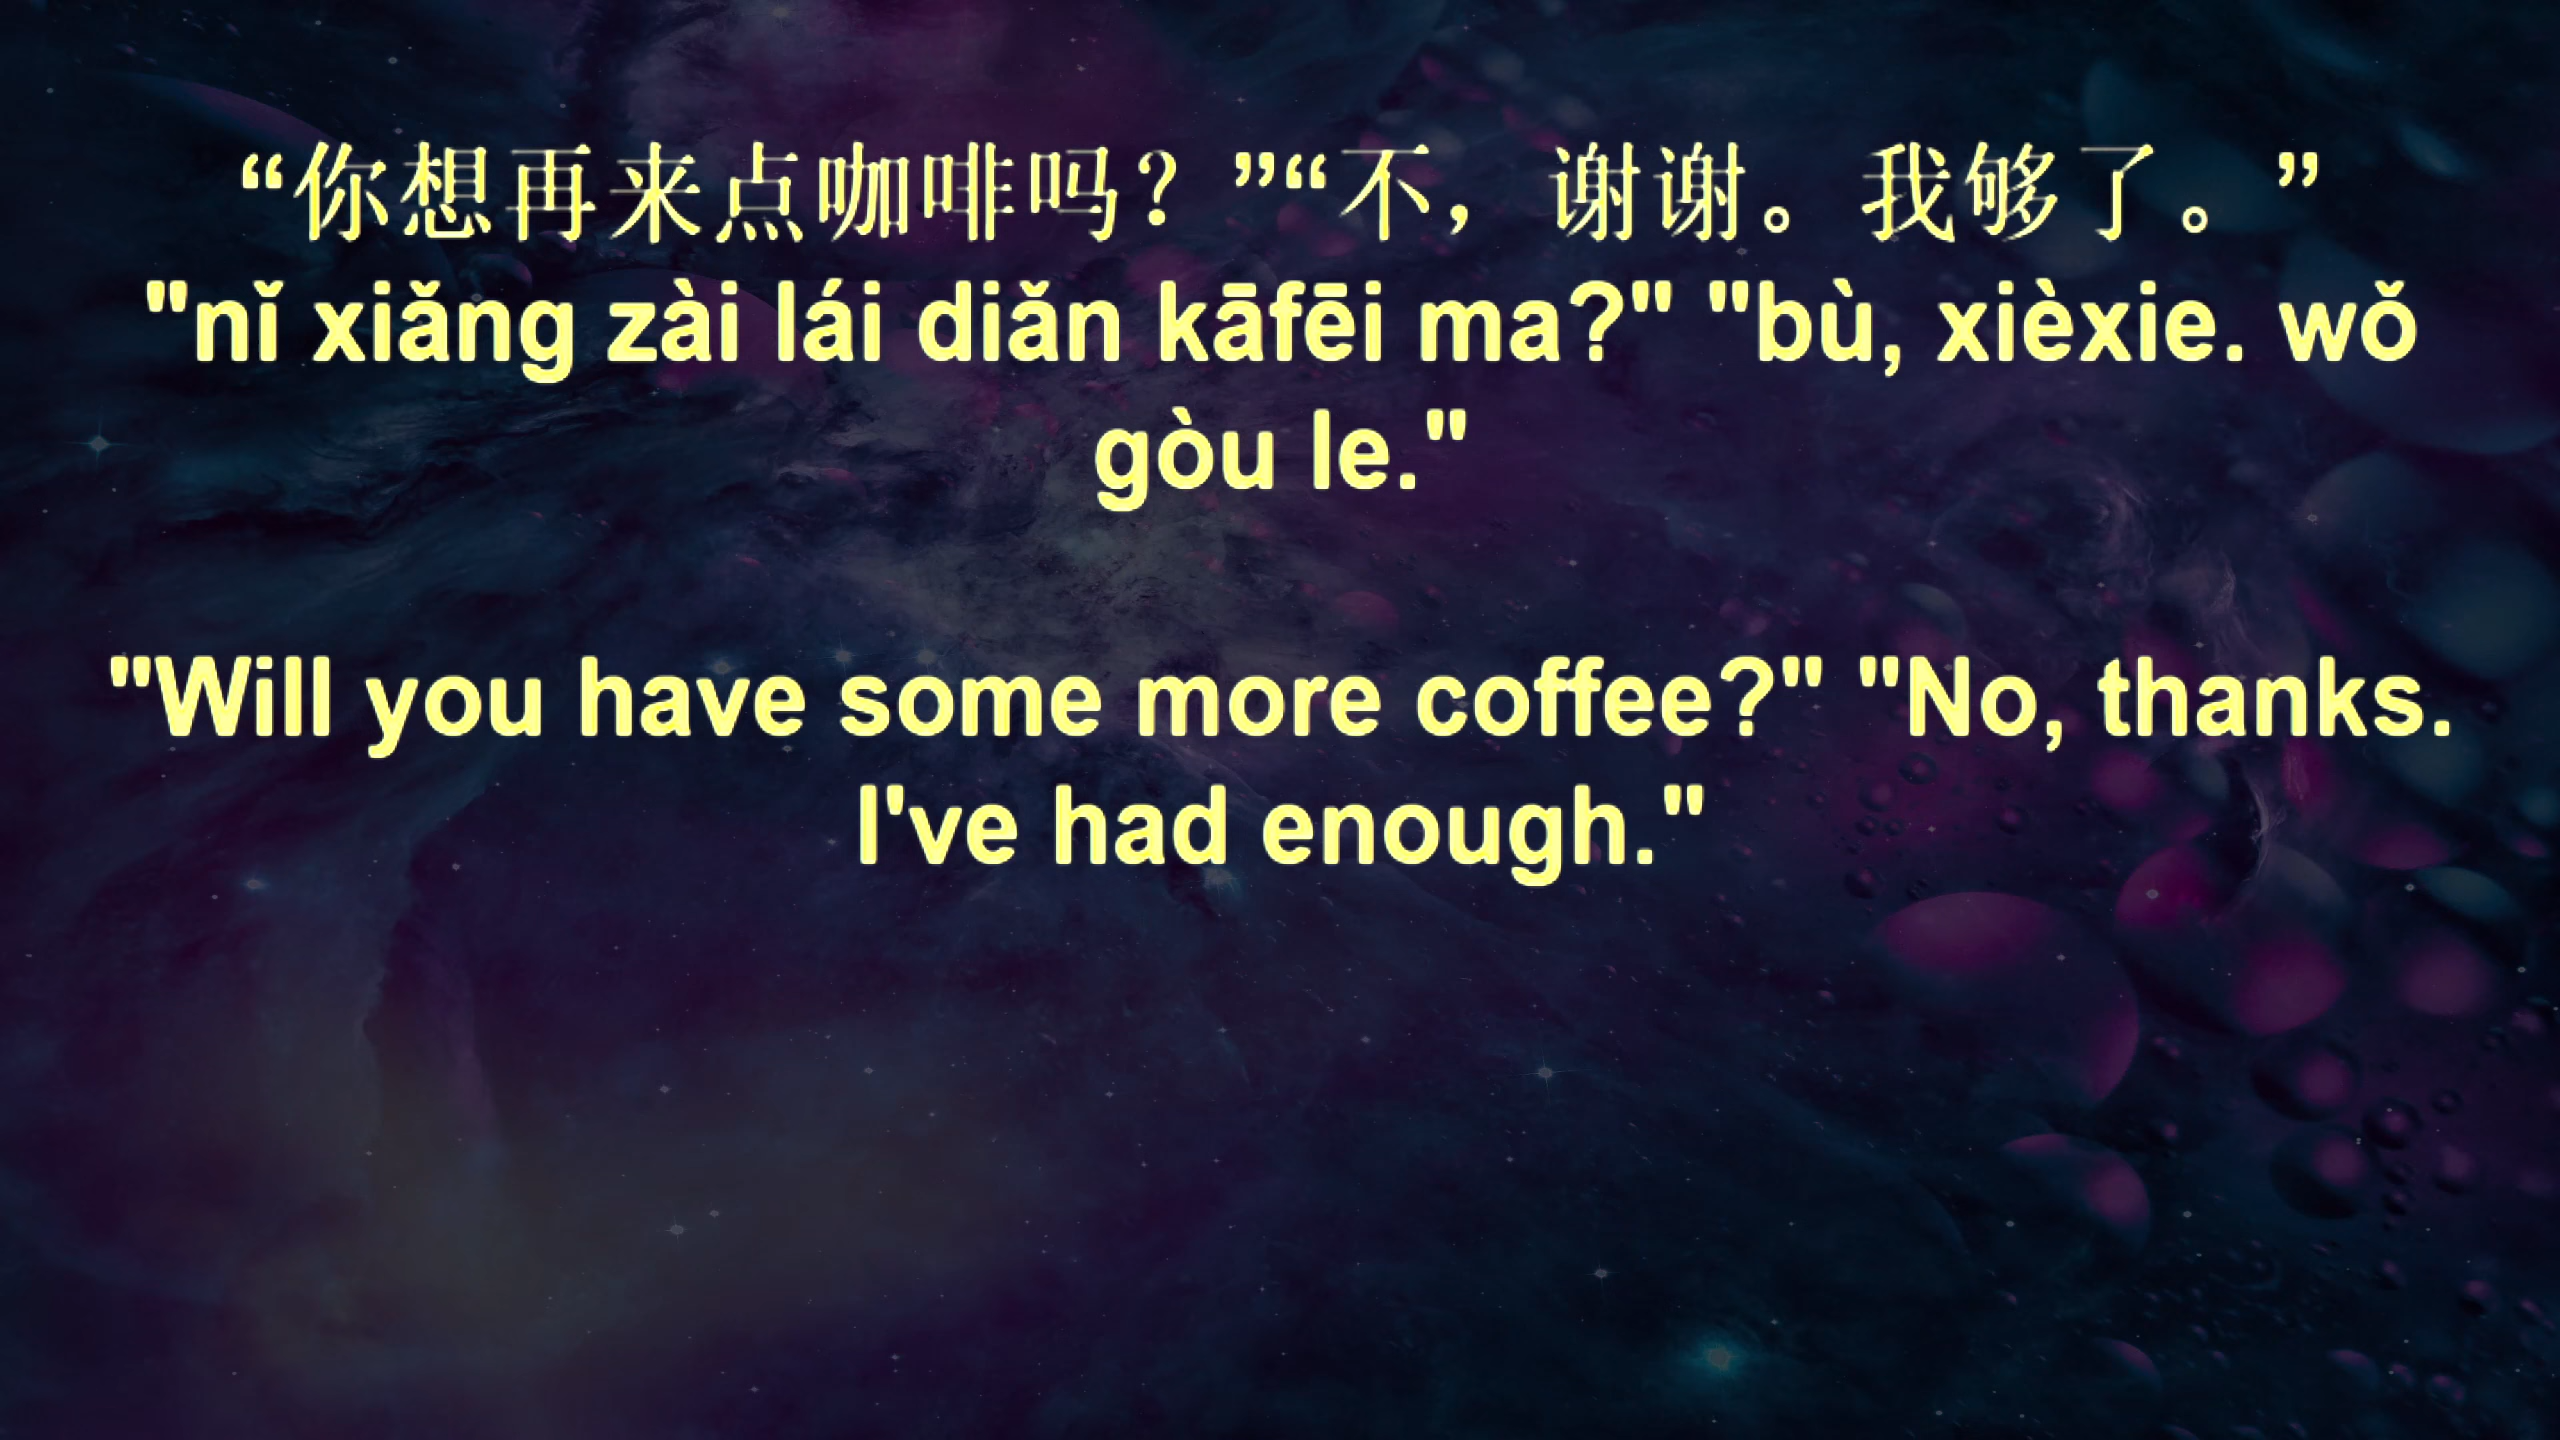 “你想再来点咖啡吗？”“不，谢谢。我够了。”
"nǐ xiǎng zài lái diǎn kāfēi ma?" "bù, xièxie. wǒ
gòu le."
"Will you have some more coffee?" "No, thanks.
I've had enough."